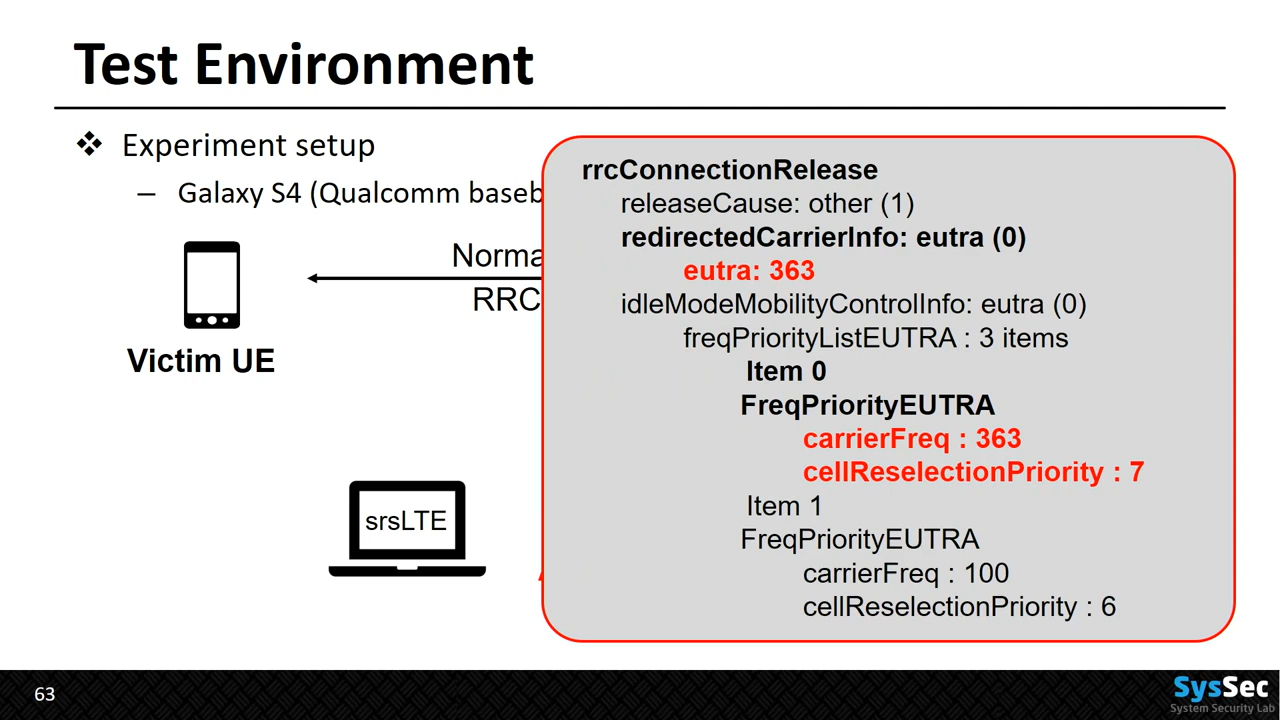 Test Environment
❖ Experiment setup
– Galaxy S4 (Qualcomm baseb
Norma
RRC
Victim UE
srsLTE
rrcConnectionRelease
releaseCause: other (1)
redirectedCarrierInfo: eutra (0)
eutra: 363
idleModeMobilityControlInfo: eutra (0)
freqPriorityListEUTRA : 3 items
Item 0
FreqPriorityEUTRA
carrierFreq : 363
cellReselectionPriority : 7
Item 1
FreqPriorityEUTRA
carrierFreq : 100
cellReselectionPriority : 6
63
SysSec
System Security Lab